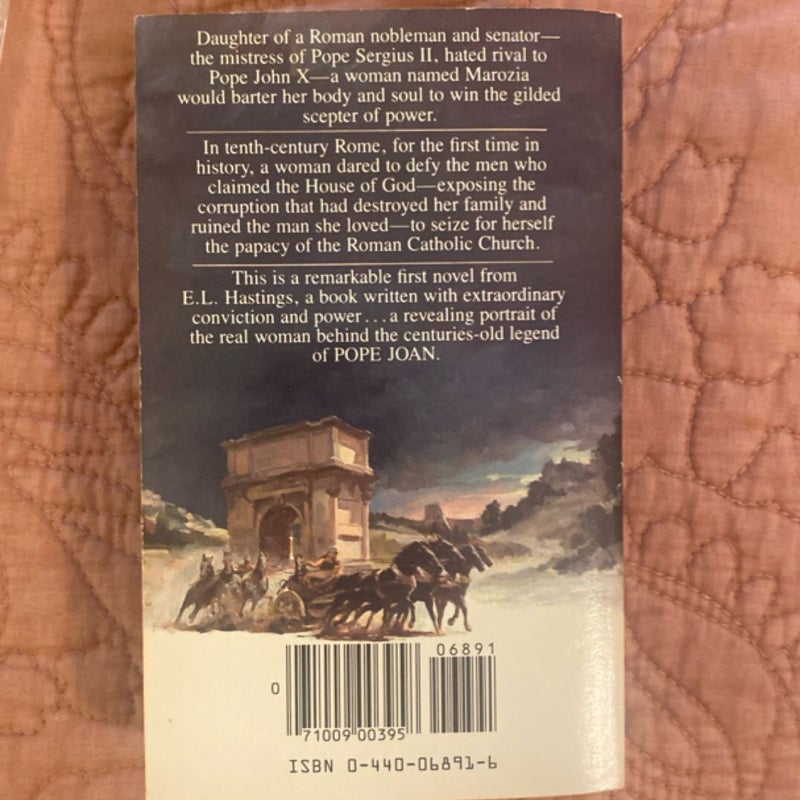 Daughter of a Roman nobleman and senator—
the mistress of Pope Sergius II, hated rival to
Pope John X—a woman named Marozia
would barter her body and soul to win the gilded
scepter of power.
In tenth-century Rome, for the first time in
history, a woman dared to defy the men who
claimed the House of God—exposing the
corruption that had destroyed her family and
ruined the man she loved—to seize for herself
the papacy of the Roman Catholic Church.
This is a remarkable first novel from
E.L. Hastings, a book written with extraordinary
conviction and power...a revealing portrait of
the real woman behind the centuries-old legend
of POPE JOAN.
06891
0
71009 00395
ISBN 0-440-06891-6